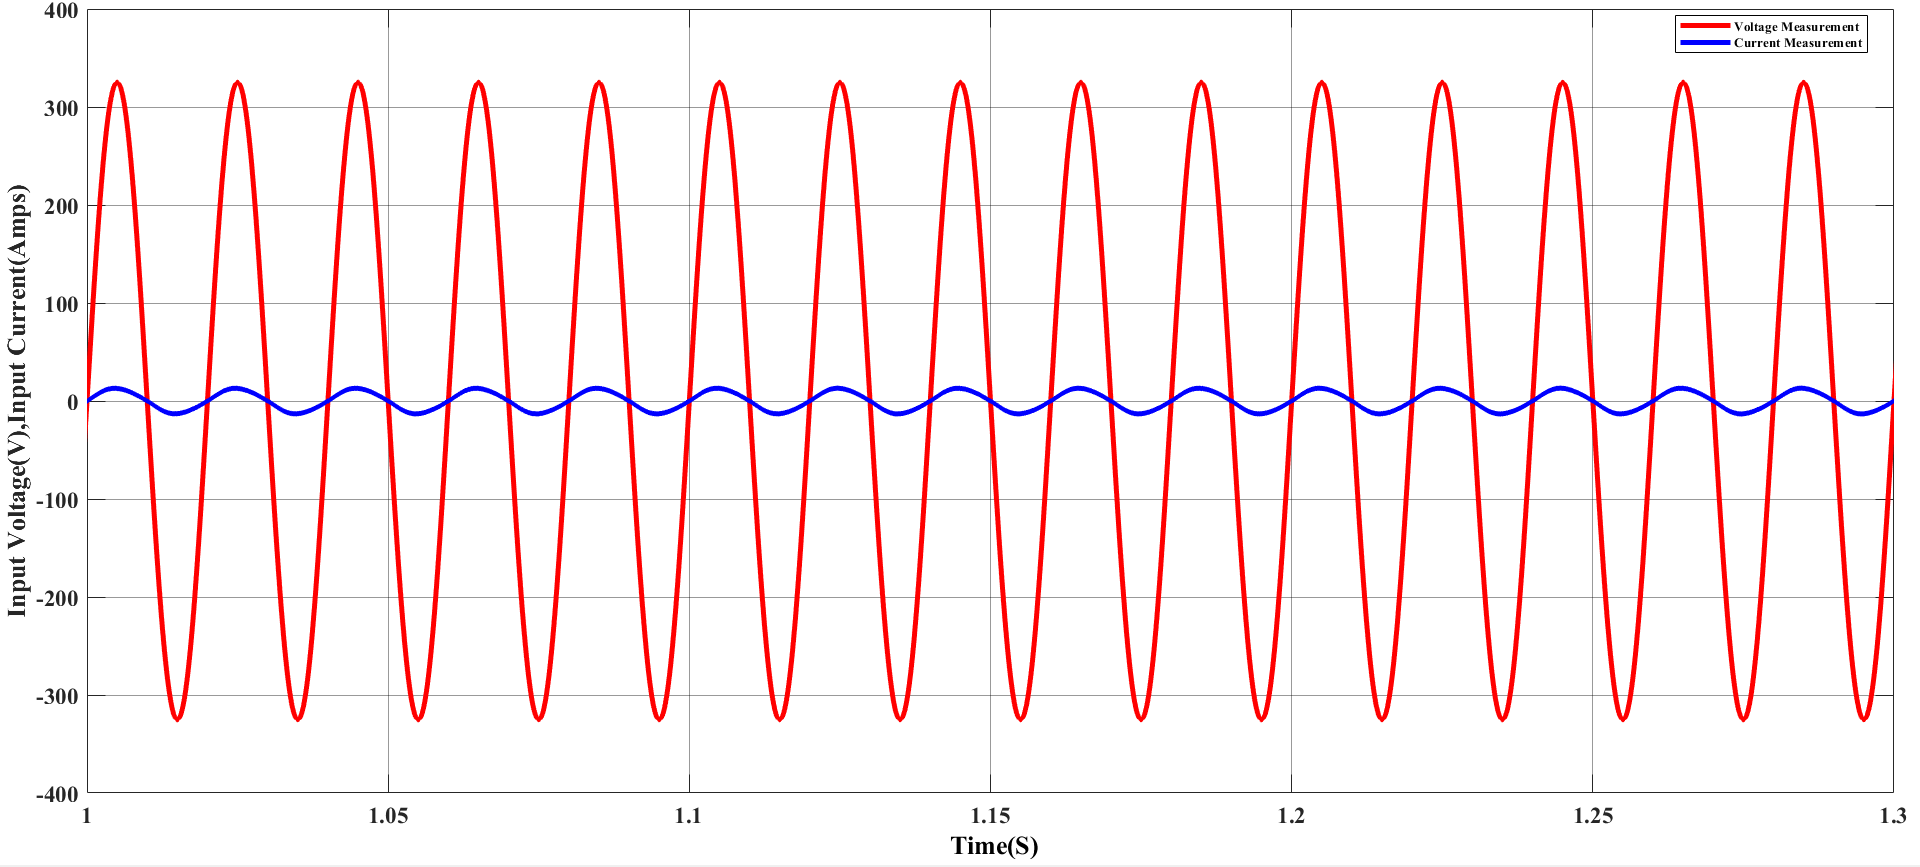 400
300
200
100
0
-100
-200
-300
-400
Input Voltage(V),Input Current(Amps)
Voltage Measurement
Current Measurement
1 1.05 1.1 1.15 1.2 1.25 1.3
Time(S)